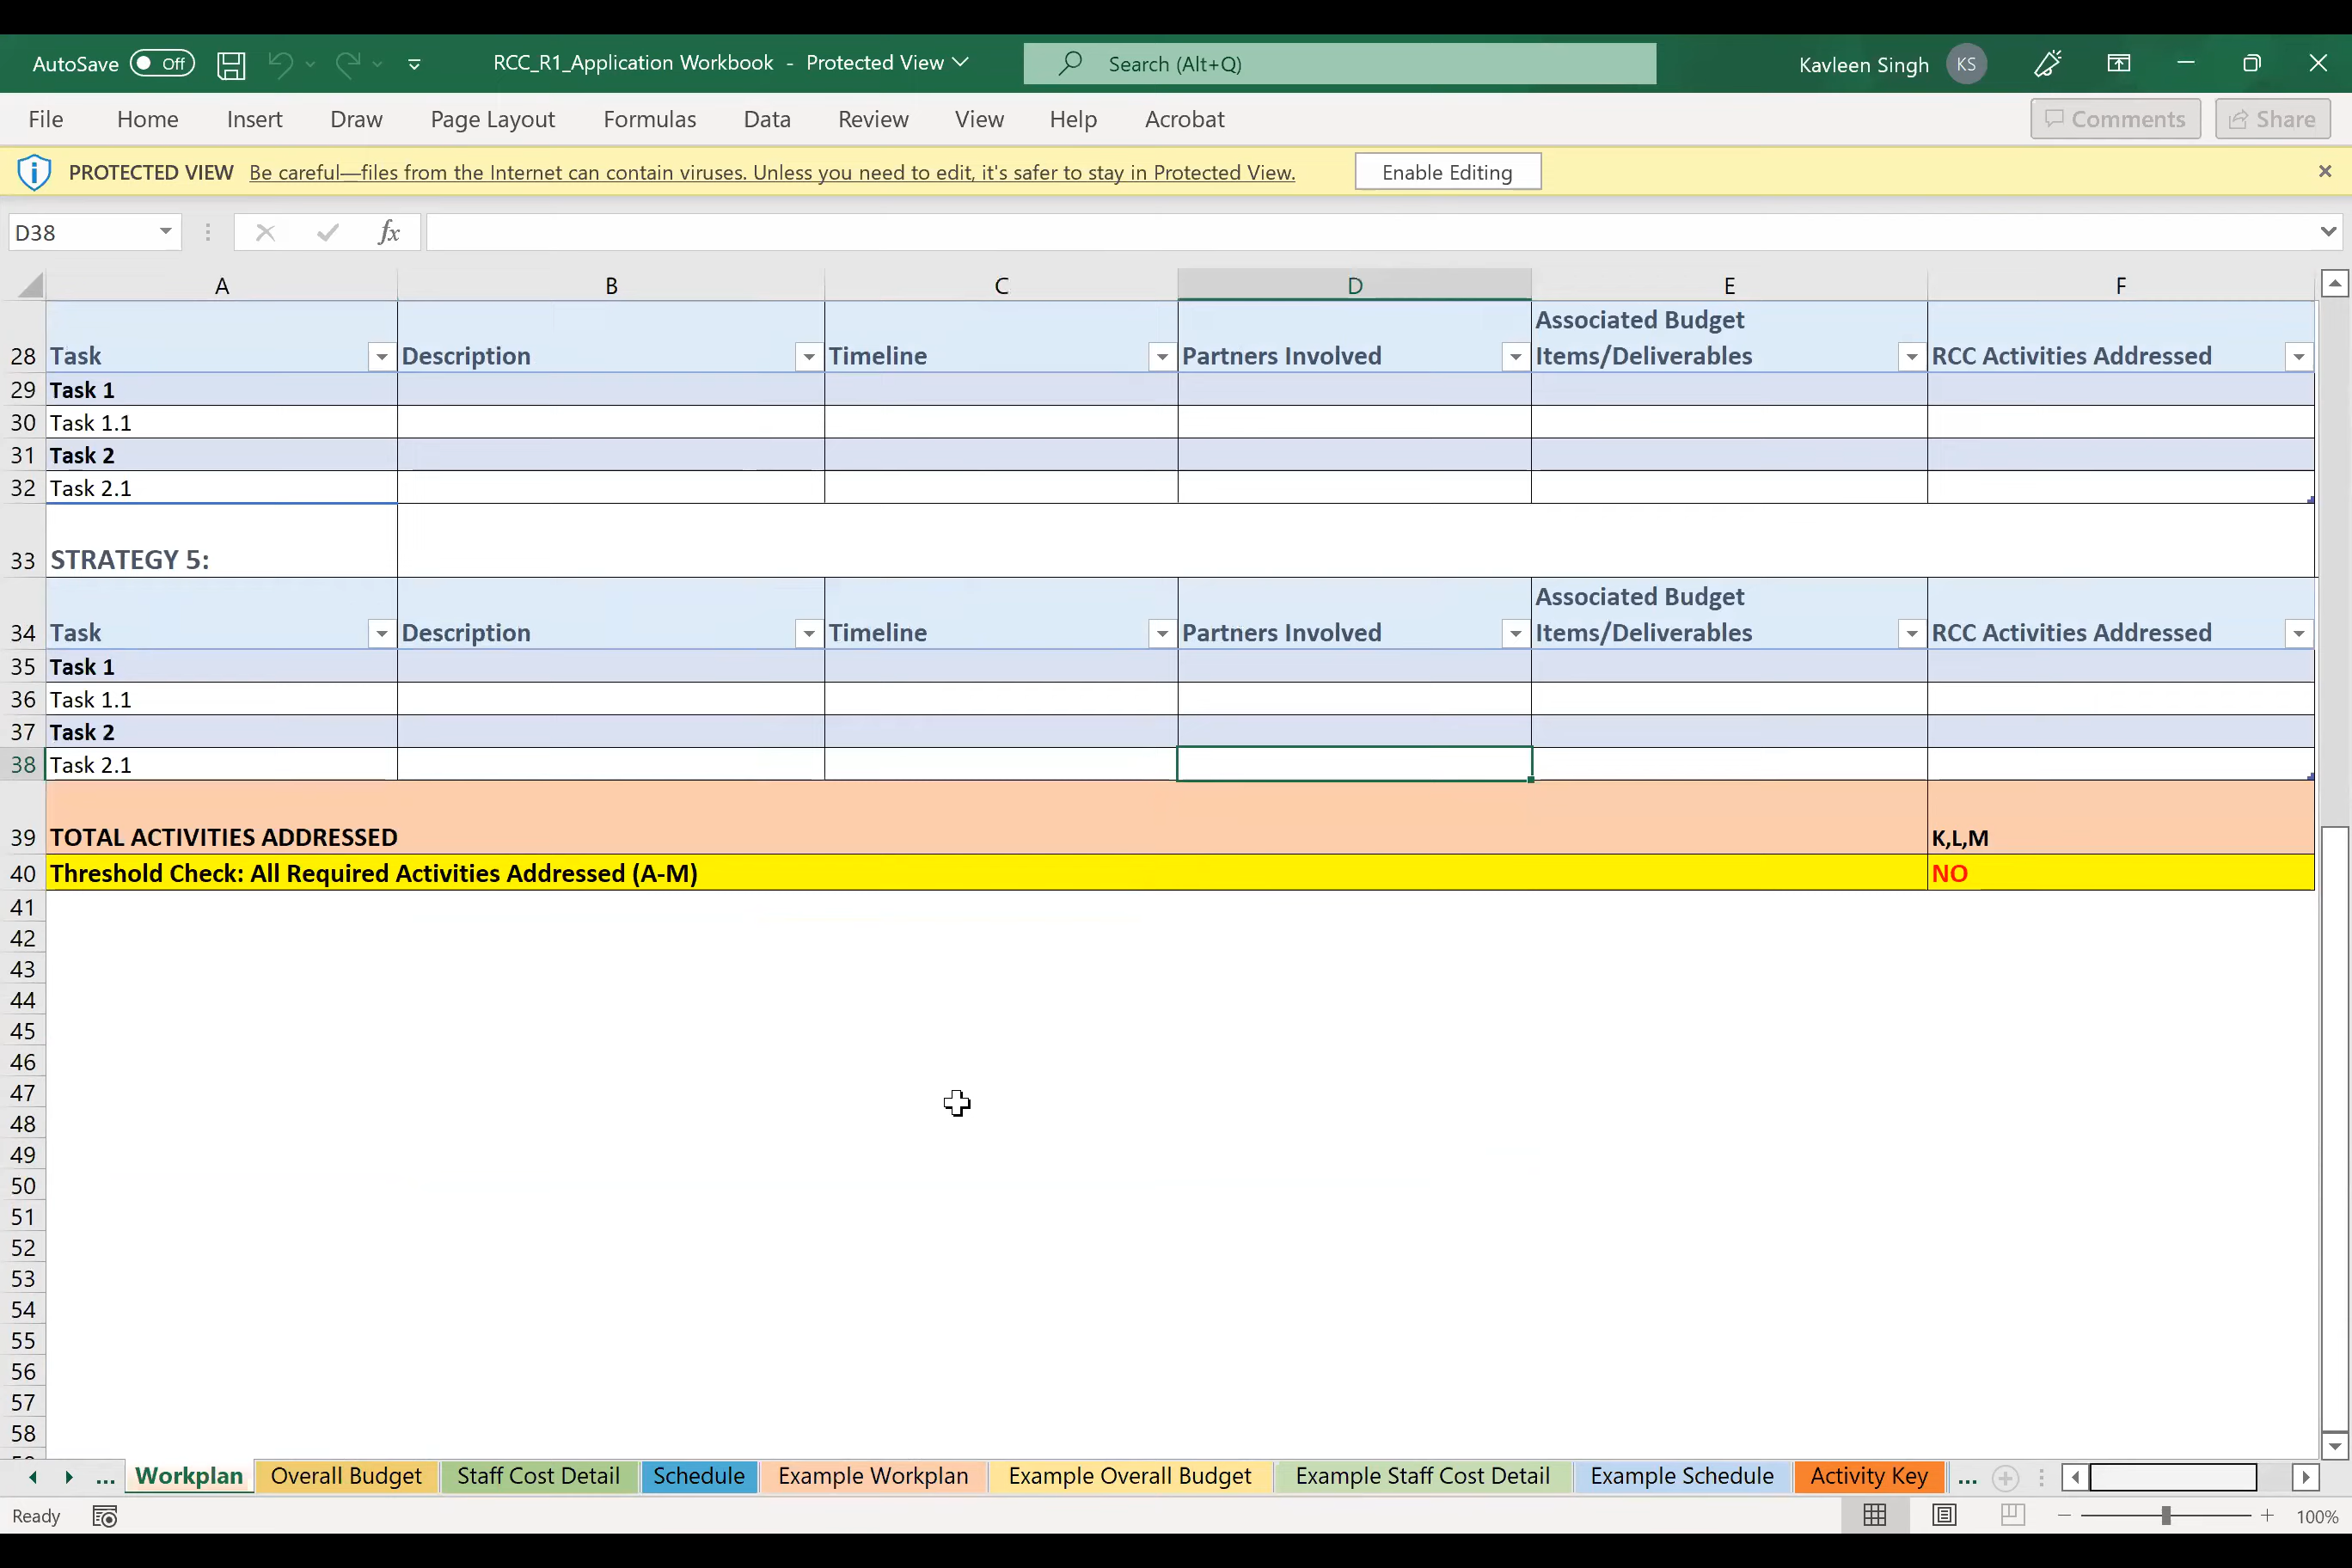 AutoSave Off RCC_R1_Application Workbook - Protected View Search (Alt+Q) Kavleen Singh KS
File Home Insert Draw Page Layout Formulas Data Review View Help Acrobat Comments Share
PROTECTED VIEW Be careful—files from the Internet can contain viruses. Unless you need to edit, it's safer to stay in Protected View. Enable Editing
D38 fx
A B C D E F
Associated Budget
28 Task Description Timeline Partners Involved Items/Deliverables RCC Activities Addressed
29 Task 1
30 Task 1.1
31 Task 2
32 Task 2.1
33 STRATEGY 5:
Associated Budget
34 Task Description Timeline Partners Involved Items/Deliverables RCC Activities Addressed
35 Task 1
36 Task 1.1
37 Task 2
38 Task 2.1
39 TOTAL ACTIVITIES ADDRESSED K,L,M
40 Threshold Check: All Required Activities Addressed (A-M) NO
41
42
43
44
45
46
47
48
49
50
51
52
53
54
55
56
57
58
... Workplan Overall Budget Staff Cost Detail Schedule Example Workplan Example Overall Budget Example Staff Cost Detail Example Schedule Activity Key ...
Ready 100%